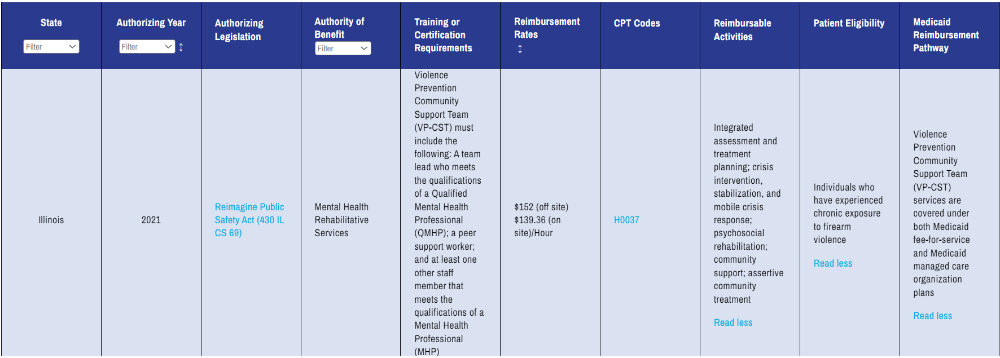 State
Filter
Authorizing Year
Filter
Authorizing
Legislation
Authority of
Benefit
Filter
Training or
Certification
Requirements
Reimbursement
Rates
CPT Codes
Reimbursable
Activities
Patient Eligibility
Medicaid
Reimbursement
Pathway
Illinois
2021
Reimagine Public
Safety Act (430 IL
CS 69)
Mental Health
Rehabilitative
Services
Violence
Prevention
Community
Support Team
(VP-CST) must
include the
following: A team
lead who meets
the qualifications
of a Qualified
Mental Health
Professional
(QMHP); a peer
support worker;
and at least one
other staff
member that
meets the
qualifications of a
Mental Health
Professional
(MHP)
$152 (off site)
$139.36 (on
site)/Hour
H0037
Integrated
assessment and
treatment
planning; crisis
intervention,
stabilization, and
mobile crisis
response;
psychosocial
rehabilitation;
community
support; assertive
community
treatment
Read less
Individuals who
have experienced
chronic exposure
to firearm
violence
Read less
Violence
Prevention
Community
Support Team
(VP-CST)
services are
covered under
both Medicaid
fee-for-service
and Medicaid
managed care
organization
plans
Read less